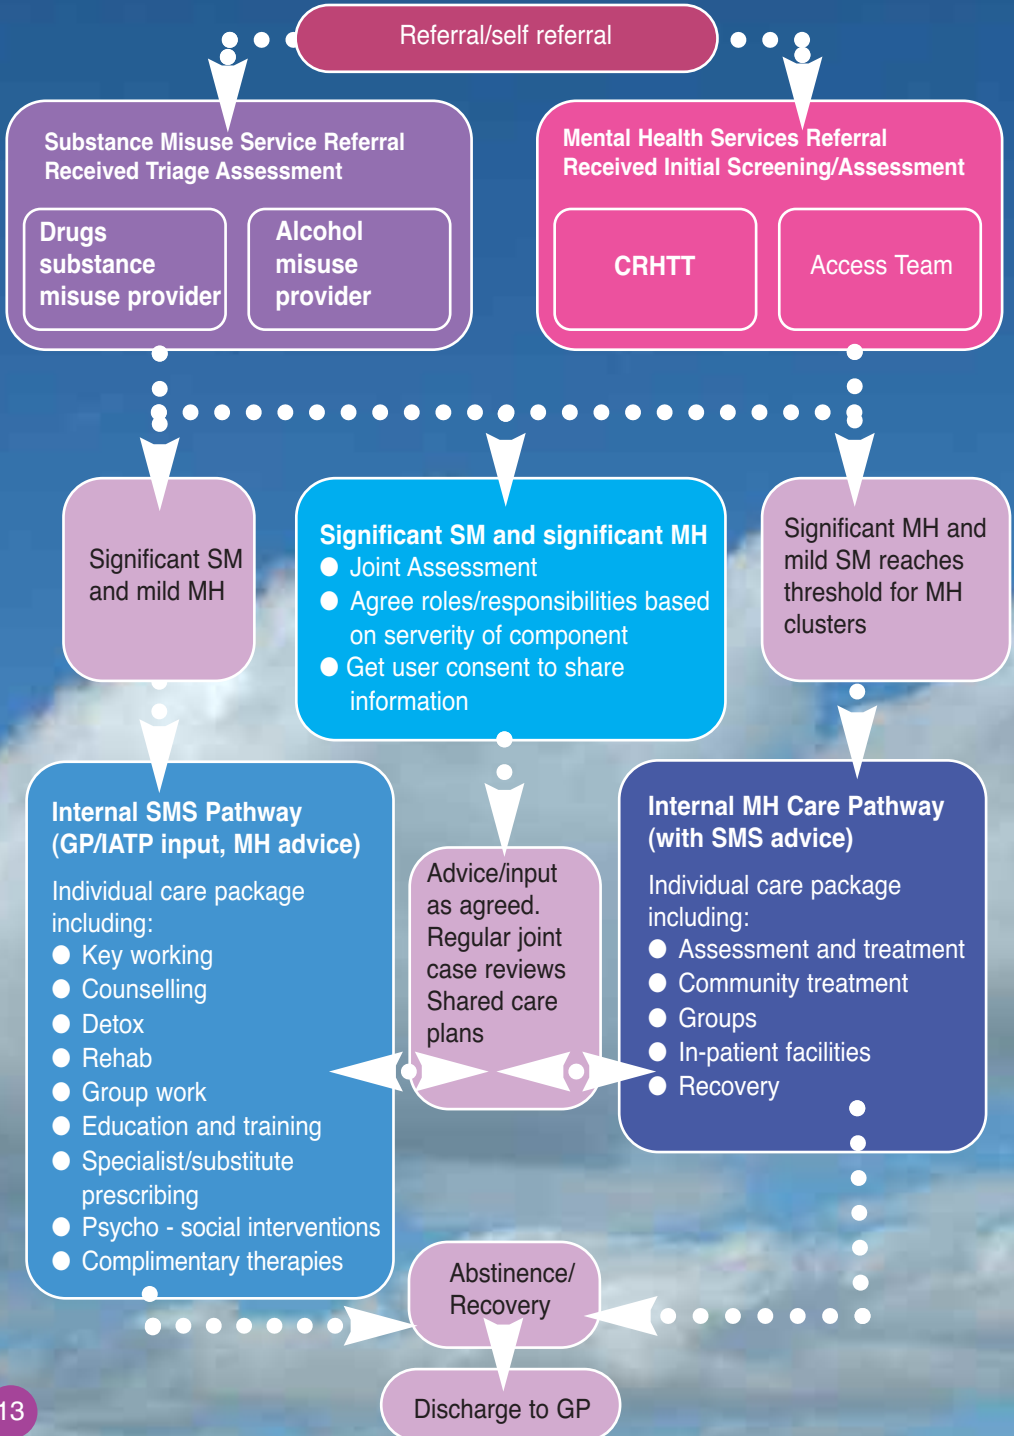 Referral/self referral
Substance Misuse Service Referral
Received Triage Assessment
Drugs
substance
misuse provider
Alcohol
misuse
provider
Mental Health Services Referral
Received Initial Screening/Assessment
CRHTT
Access Team
Significant SM
and mild MH
Significant SM and significant MH
● Joint Assessment
● Agree roles/responsibilities based
on serverity of component
● Get user consent to share
information
Significant MH and
mild SM reaches
threshold for MH
clusters
Internal SMS Pathway
(GP/IATP input, MH advice)
Individual care package
including:
● Key working
● Counselling
● Detox
● Rehab
● Group work
● Education and training
● Specialist/substitute
prescribing
● Psycho - social interventions
● Complimentary therapies
Advice/input
as agreed.
Regular joint
case reviews
Shared care
plans
Internal MH Care Pathway
(with SMS advice)
Individual care package
including:
● Assessment and treatment
● Community treatment
● Groups
● In-patient facilities
● Recovery
Abstinence/
Recovery
Discharge to GP
13